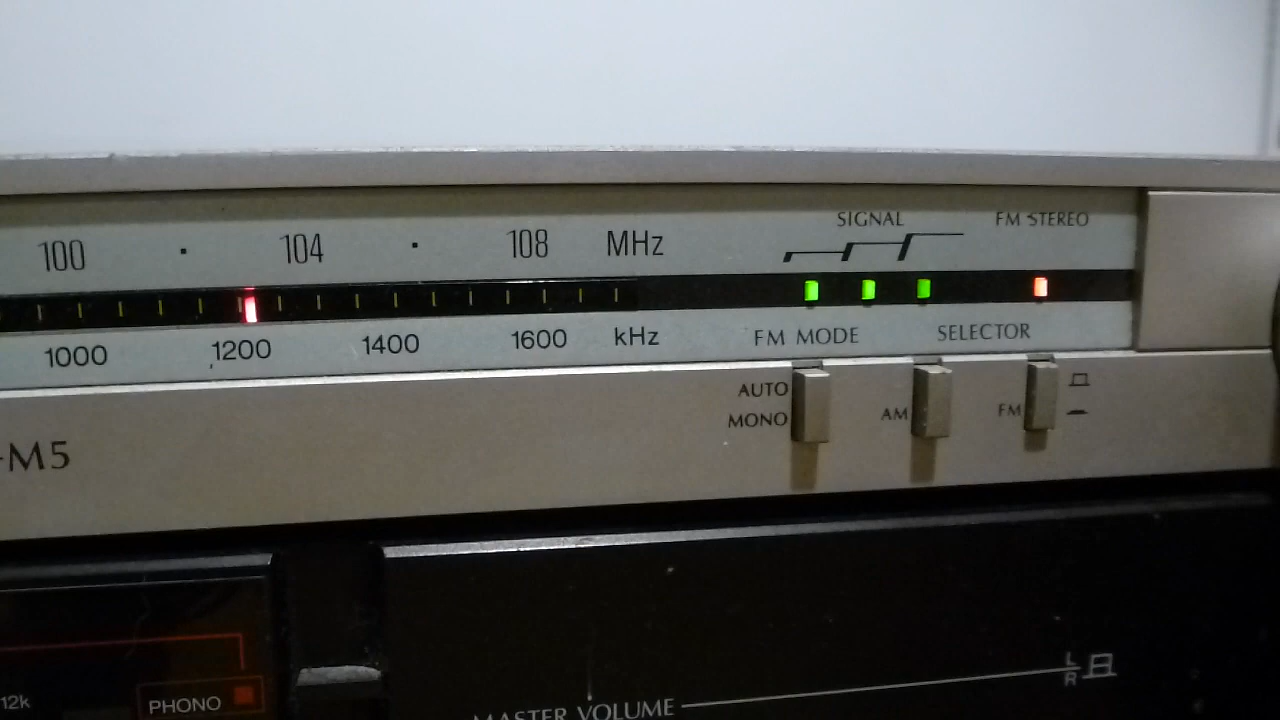 SIGNAL FM STEREO
100 · 104 · 108 MHz
1000 1200 1400 1600 kHz
FM MODE SELECTOR
AUTO
MONO AM FM
-M5
L
R
12k PHONO
MASTER VOLUME